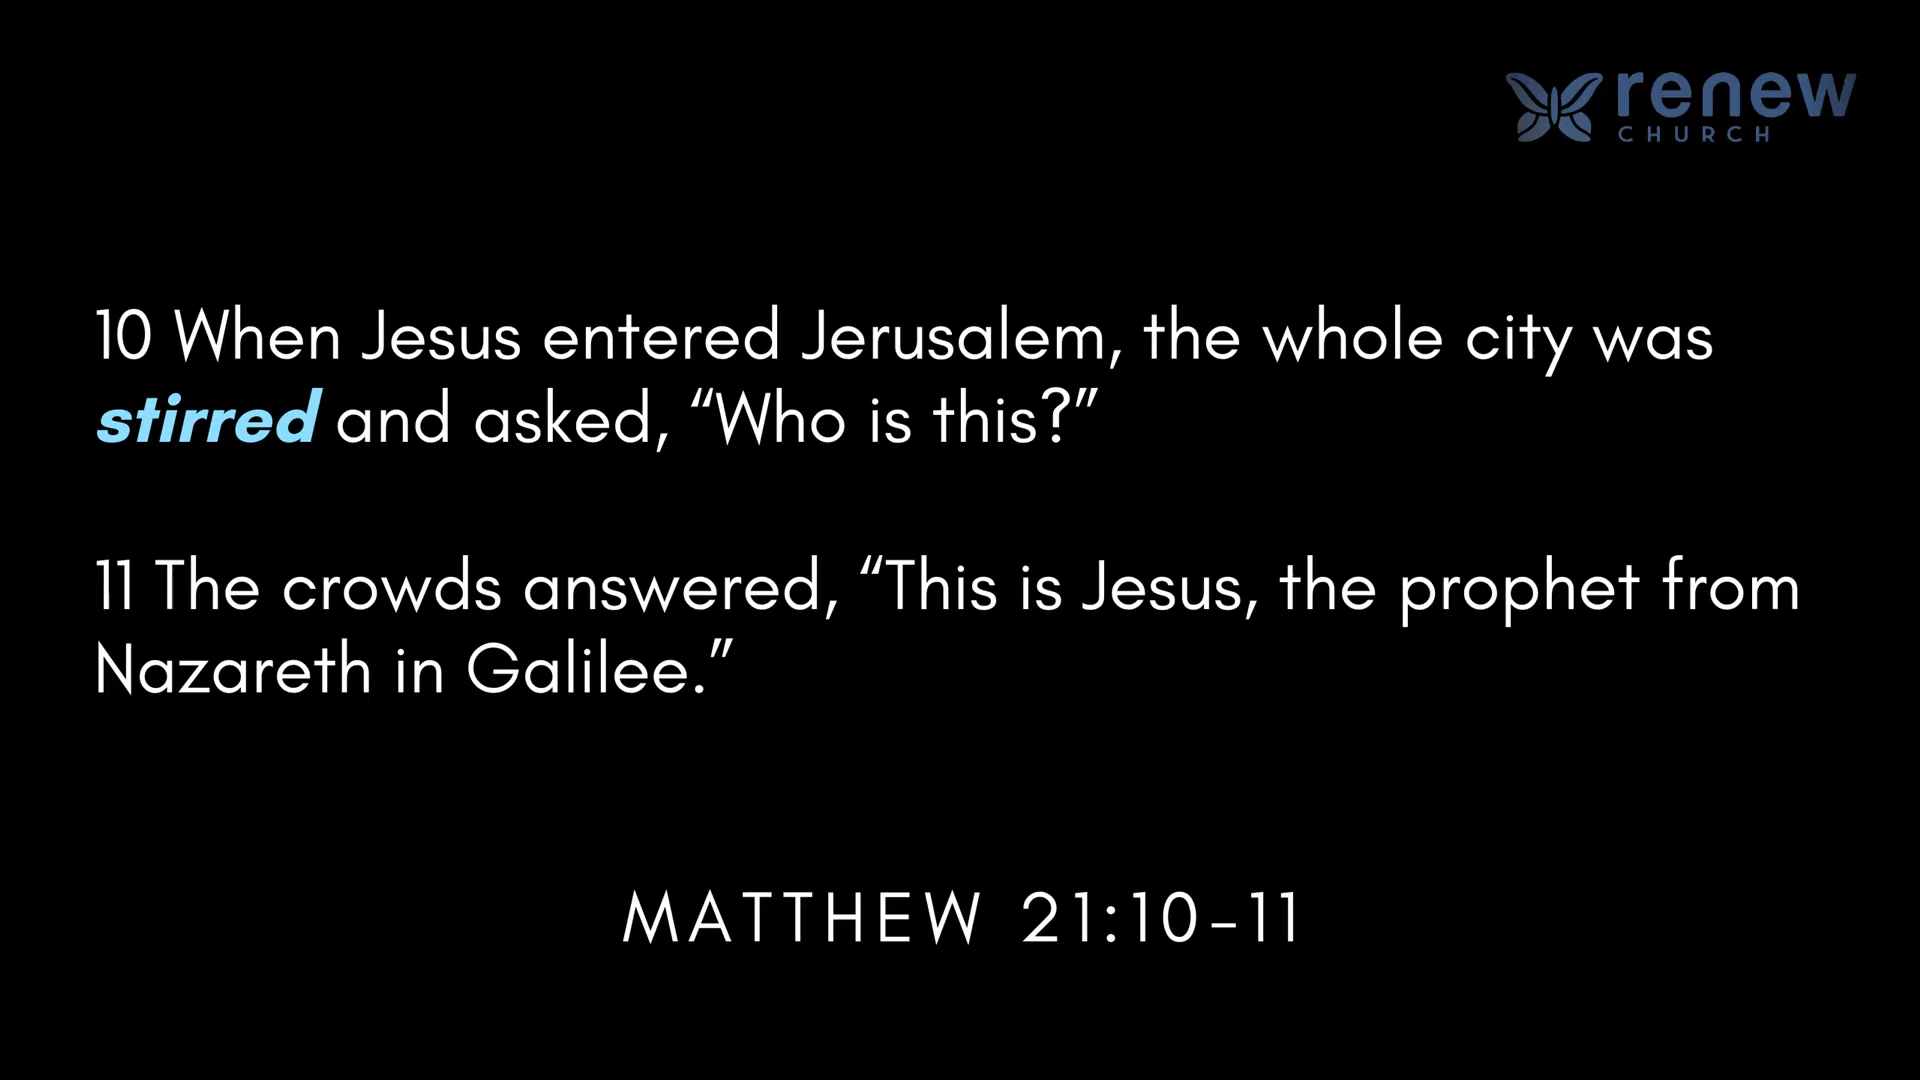 renew
CHURCH
10 When Jesus entered Jerusalem, the whole city was
stirred and asked, “Who is this?”
11 The crowds answered, “This is Jesus, the prophet from
Nazareth in Galilee.”
MATTHEW 21:10-11